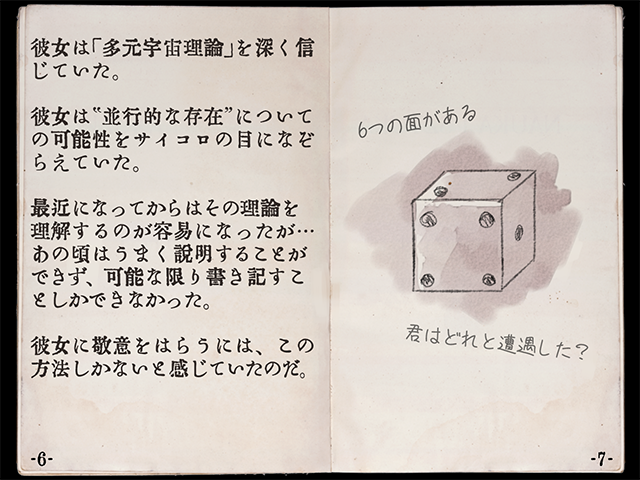 彼女は「多元宇宙理論」を深く信
じていた。
彼女は“並行的な存在”について
の可能性をサイコロの目になぞ
らえていた。
最近になってからはその理論を
理解するのが容易になったが…
あの頃はうまく説明することが
できず、可能な限り書き記すこ
としかできなかった。
彼女に敬意をはらうには、この
方法しかないと感じていたのだ。
-6-
6つの面がある
君はどれと遭遇した?
-7-